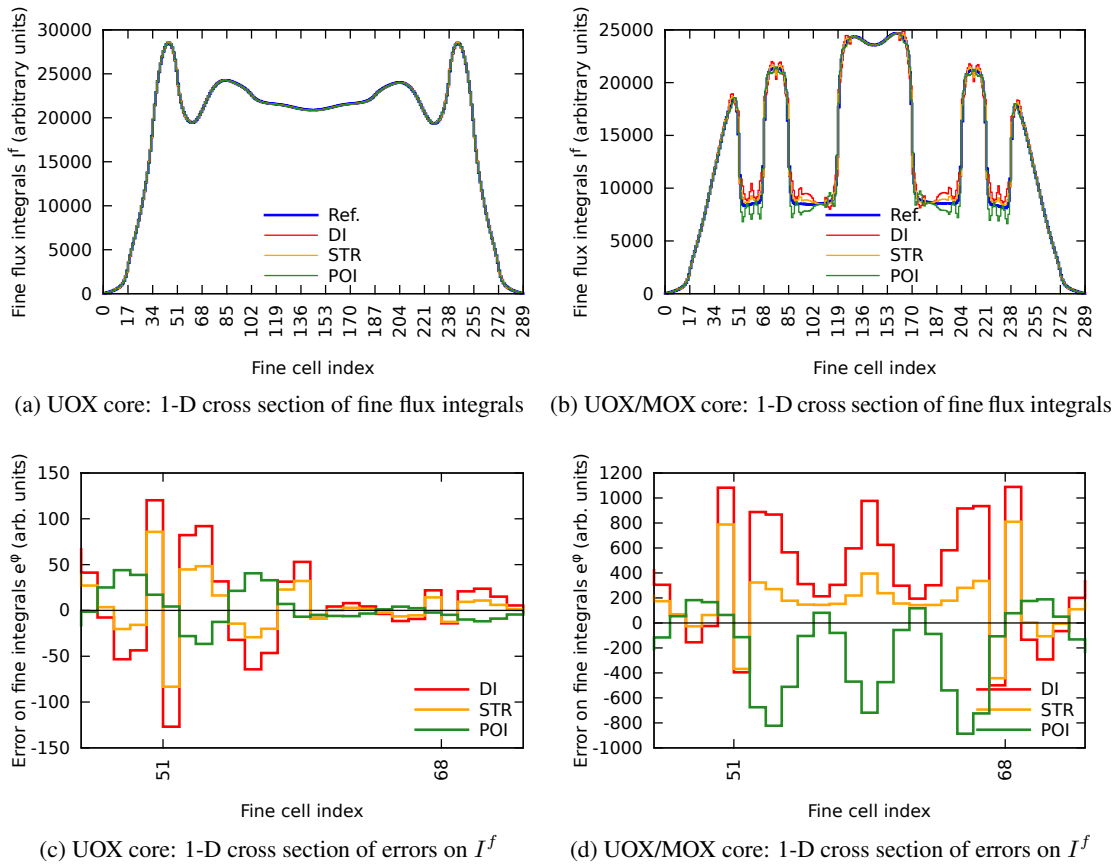 Fine flux integrals Iᶠ (arbitrary units)
30000
25000
20000
15000
10000
5000
0
Ref.
DI
STR
POI
0 17 34 51 68 85 102 119 136 153 170 187 204 221 238 255 272 289
Fine cell index
(a) UOX core: 1-D cross section of fine flux integrals
Fine flux integrals Iᶠ (arbitrary units)
25000
20000
15000
10000
5000
0
Ref.
DI
STR
POI
0 17 34 51 68 85 102 119 136 153 170 187 204 221 238 255 272 289
Fine cell index
(b) UOX/MOX core: 1-D cross section of fine flux integrals
Error on fine integrals eᵠ (arb. units)
150
100
50
0
-50
-100
-150
DI
STR
POI
51 68
Fine cell index
(c) UOX core: 1-D cross section of errors on Iᶠ
Error on fine integrals eᵠ (arb. units)
1200
1000
800
600
400
200
0
-200
-400
-600
-800
-1000
DI
STR
POI
51 68
Fine cell index
(d) UOX/MOX core: 1-D cross section of errors on Iᶠ